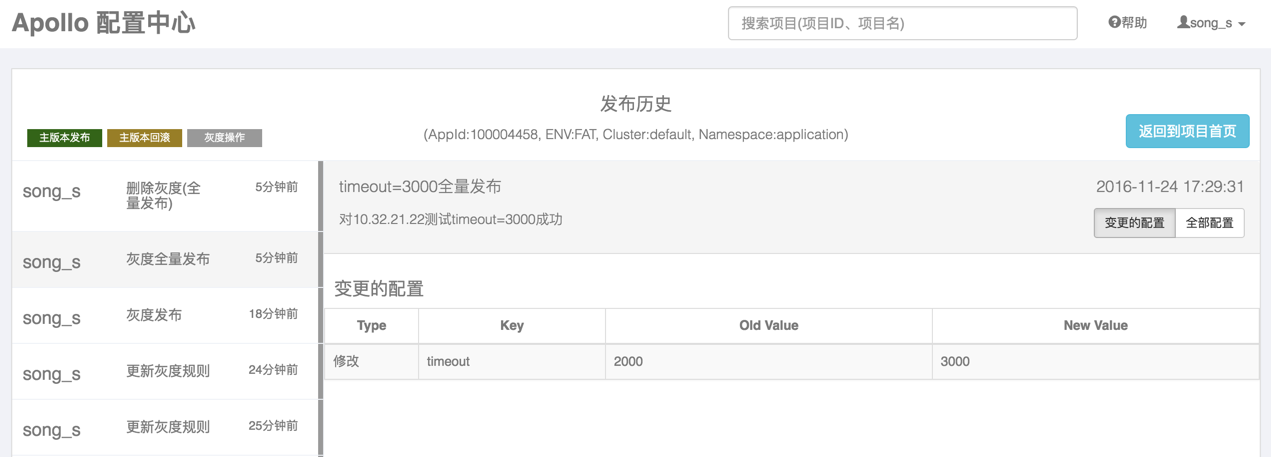 Apollo 配置中心
搜索项目(项目ID、项目名)
帮助
song_s
发布历史
主版本发布 主版本回滚 灰度操作
(AppId:100004458, ENV:FAT, Cluster:default, Namespace:application)
返回到项目首页
song_s 删除灰度(全
量发布) 5分钟前
song_s 灰度全量发布 5分钟前
song_s 灰度发布 18分钟前
song_s 更新灰度规则 24分钟前
song_s 更新灰度规则 25分钟前
timeout=3000全量发布
2016-11-24 17:29:31
对10.32.21.22测试timeout=3000成功
变更的配置 全部配置
变更的配置
Type Key Old Value New Value
修改 timeout 2000 3000